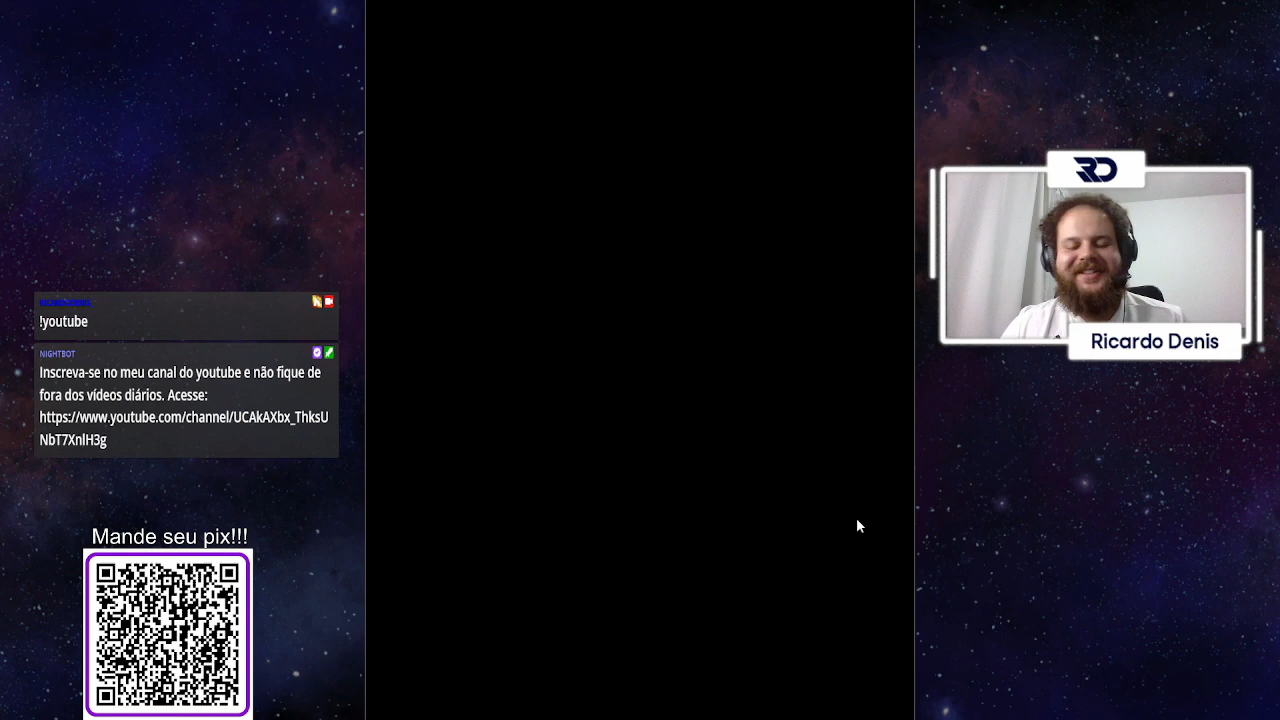 !youtube
NIGHTBOT
Inscreva-se no meu canal do youtube e não fique de
fora dos vídeos diários. Acesse:
https://www.youtube.com/channel/UCAkAXbx_ThksU
NbT7XnlH3g
Mande seu pix!!!
RD
Ricardo Denis